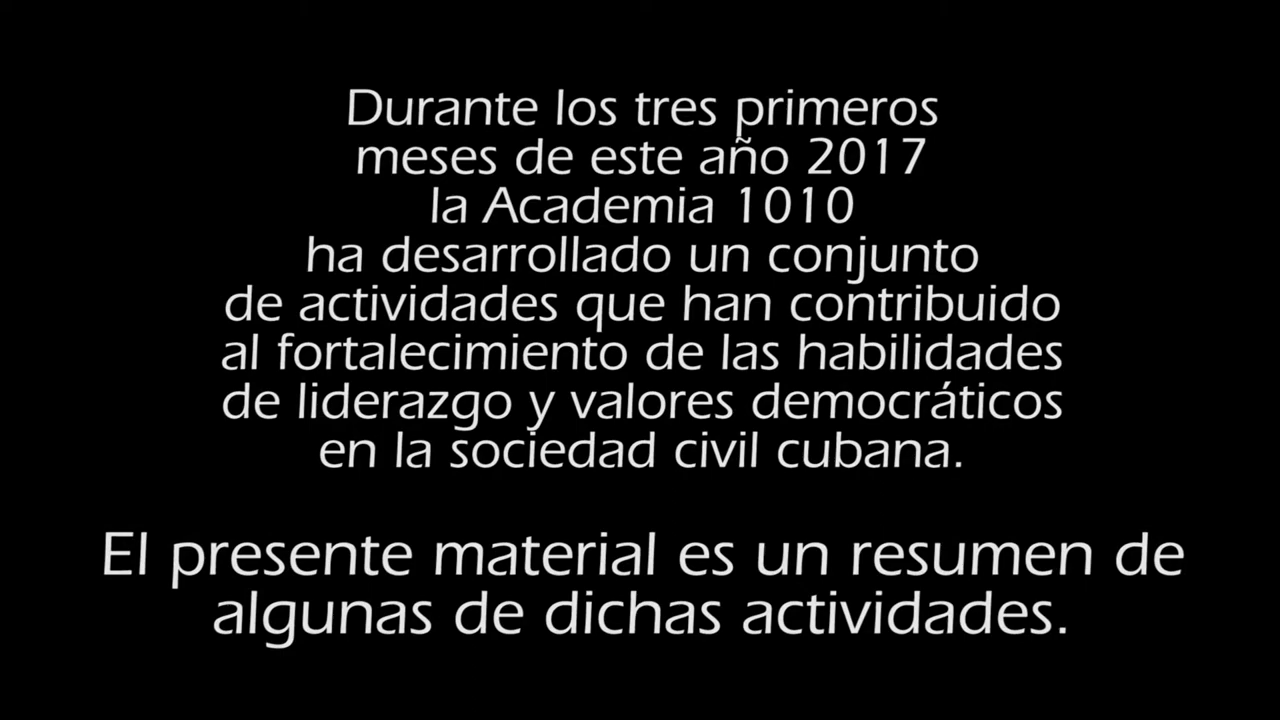 Durante los tres primeros
meses de este año 2017
la Academia 1010
ha desarrollado un conjunto
de actividades que han contribuido
al fortalecimiento de las habilidades
de liderazgo y valores democráticos
en la sociedad civil cubana.
El presente material es un resumen de
algunas de dichas actividades.